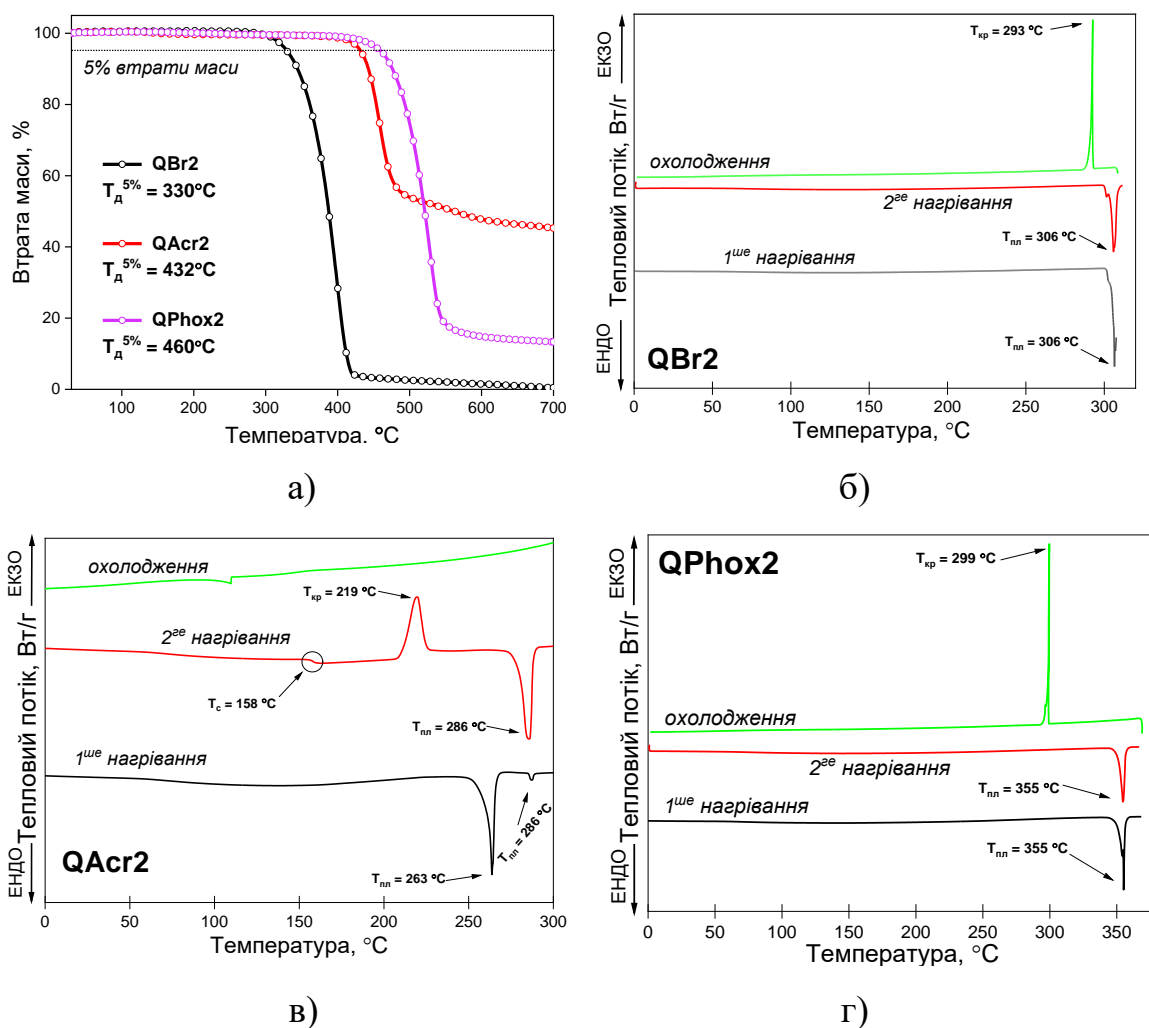 100
80
60
40
20
0
Втрата маси, %
5% втрати маси
QBr2
Tд5% = 330°C
QAcr2
Tд5% = 432°C
QPhox2
Tд5% = 460°C
100 200 300 400 500 600 700
Температура, °C
а)
ЕКЗО
Тепловий потік, Вт/г
ЕНДО
Tкр = 293 °C
охолодження
2ге нагрівання
Tпл = 306 °C
1ше нагрівання
Tпл = 306 °C
QBr2
0 50 100 150 200 250 300
Температура, °C
б)
ЕКЗО
Тепловий потік, Вт/г
ЕНДО
охолодження
Tкр = 219 °C
2ге нагрівання
Tс = 158 °C
Tпл = 286 °C
1ше нагрівання
Tпл = 286 °C
QAcr2
Tпл = 263 °C
0 50 100 150 200 250 300
Температура, °C
в)
ЕКЗО
Тепловий потік, Вт/г
ЕНДО
QPhox2
Tкр = 299 °C
охолодження
2ге нагрівання
Tпл = 355 °C
1ше нагрівання
Tпл = 355 °C
0 50 100 150 200 250 300 350
Температура, °C
г)